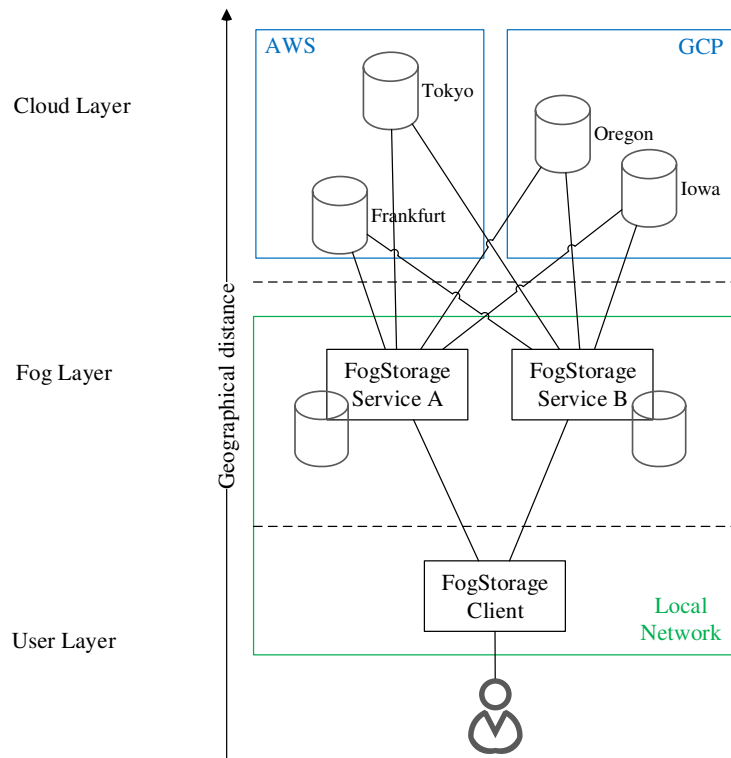 AWS
GCP
Tokyo
Cloud Layer
Oregon
Iowa
Frankfurt
Geographical distance
Fog Layer
FogStorage
Service A
FogStorage
Service B
FogStorage
Client
Local
Network
User Layer